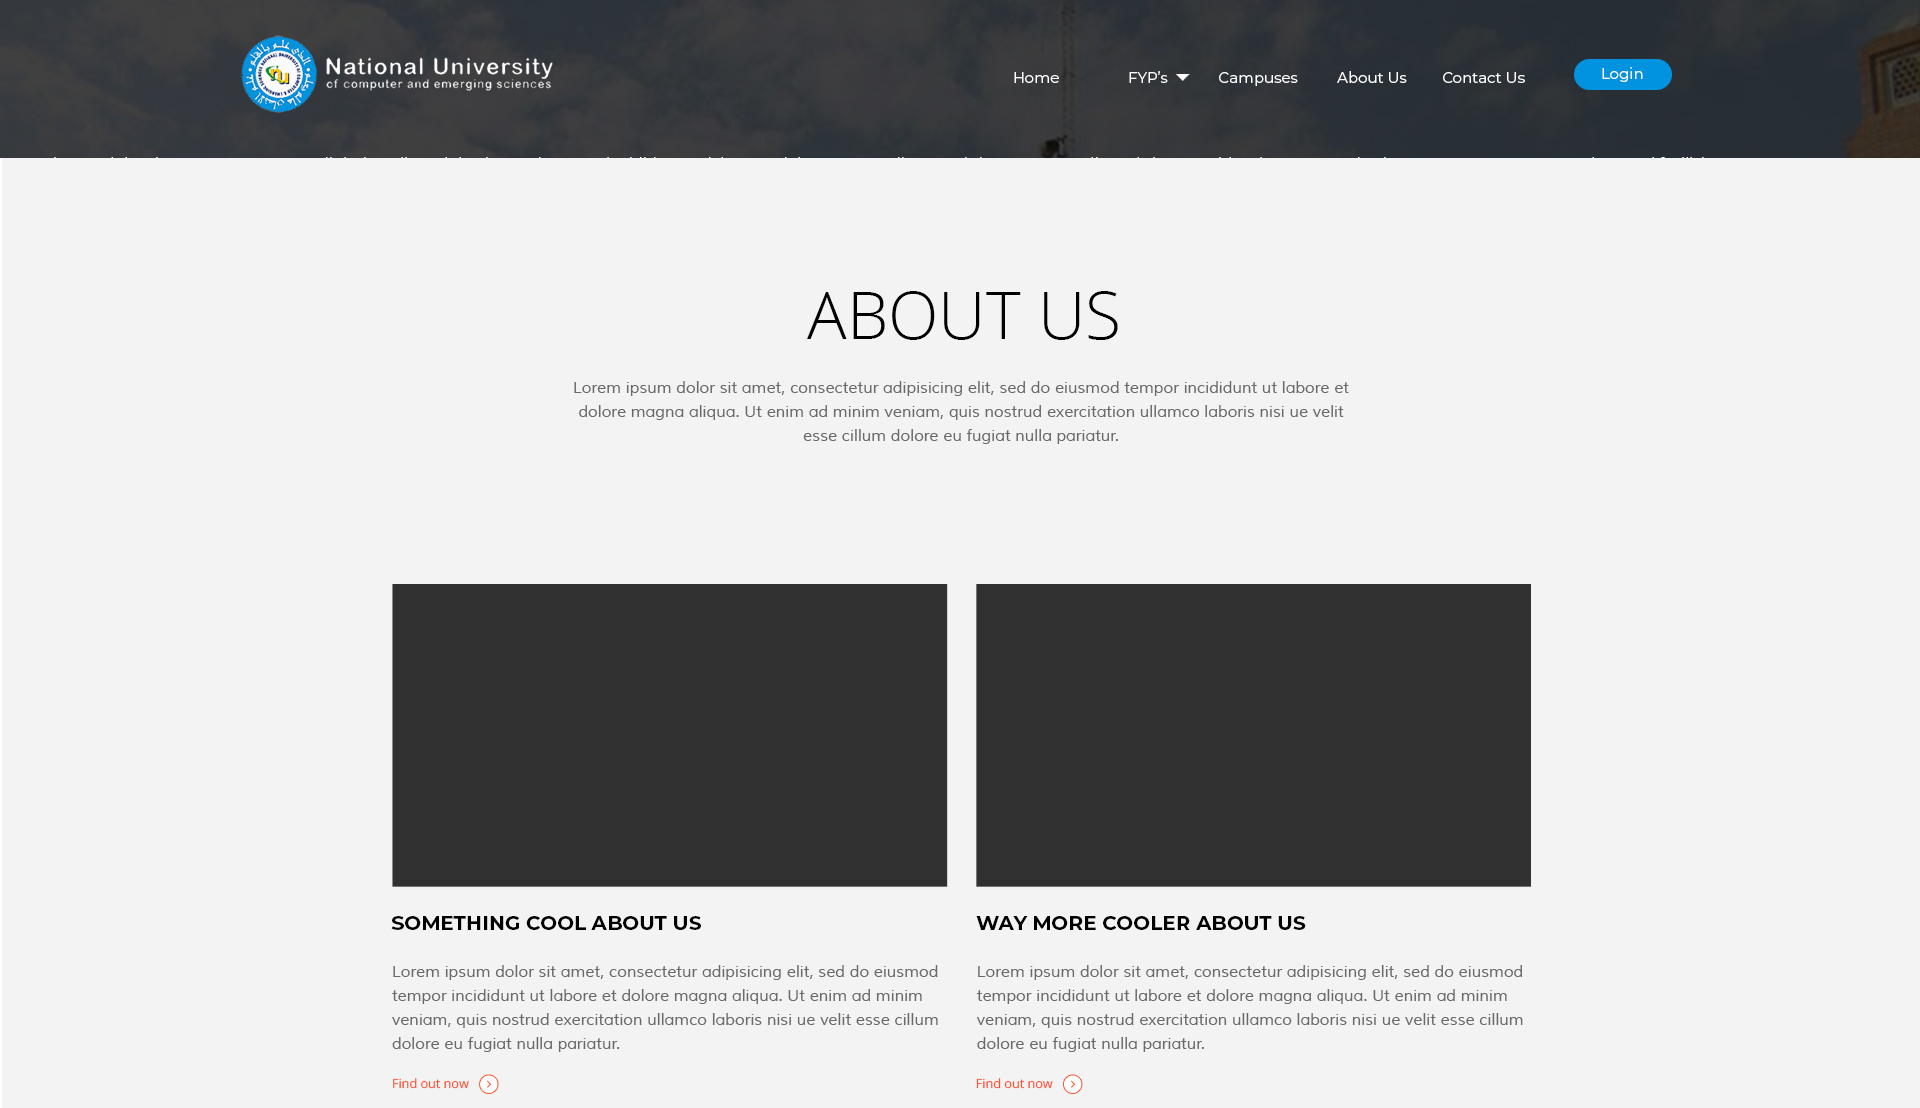 National University
of computer and emerging sciences
Home
FYP's
Campuses
About Us
Contact Us
Login
ABOUT US
Lorem ipsum dolor sit amet, consectetur adipisicing elit, sed do eiusmod tempor incididunt ut labore et
dolore magna aliqua. Ut enim ad minim veniam, quis nostrud exercitation ullamco laboris nisi ue velit
esse cillum dolore eu fugiat nulla pariatur.
SOMETHING COOL ABOUT US
Lorem ipsum dolor sit amet, consectetur adipisicing elit, sed do eiusmod
tempor incididunt ut labore et dolore magna aliqua. Ut enim ad minim
veniam, quis nostrud exercitation ullamco laboris nisi ue velit esse cillum
dolore eu fugiat nulla pariatur.
Find out now
WAY MORE COOLER ABOUT US
Lorem ipsum dolor sit amet, consectetur adipisicing elit, sed do eiusmod
tempor incididunt ut labore et dolore magna aliqua. Ut enim ad minim
veniam, quis nostrud exercitation ullamco laboris nisi ue velit esse cillum
dolore eu fugiat nulla pariatur.
Find out now